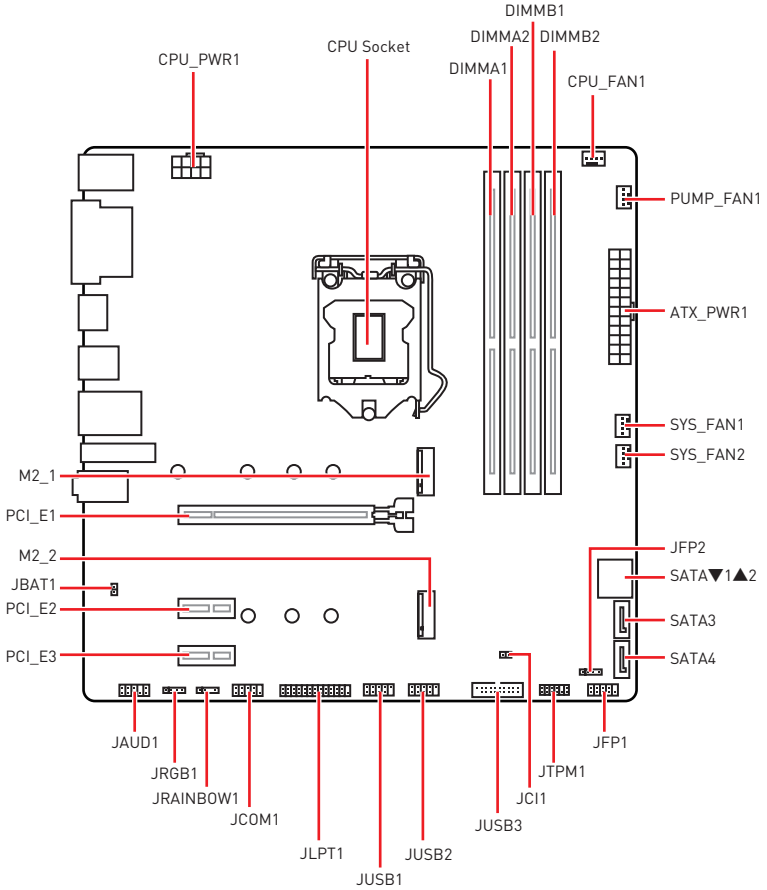 DIMMB1
DIMMA2 DIMMB2
CPU Socket
CPU_PWR1
DIMMA1
CPU_FAN1
PUMP_FAN1
ATX_PWR1
SYS_FAN1
SYS_FAN2
M2_1
PCI_E1
M2_2
JFP2
JBAT1
SATA▼1▲2
PCI_E2
SATA3
PCI_E3
SATA4
JAUD1
JFP1
JRGB1
JTPM1
JRAINBOW1
JCI1
JCOM1
JUSB3
JLPT1
JUSB2
JUSB1